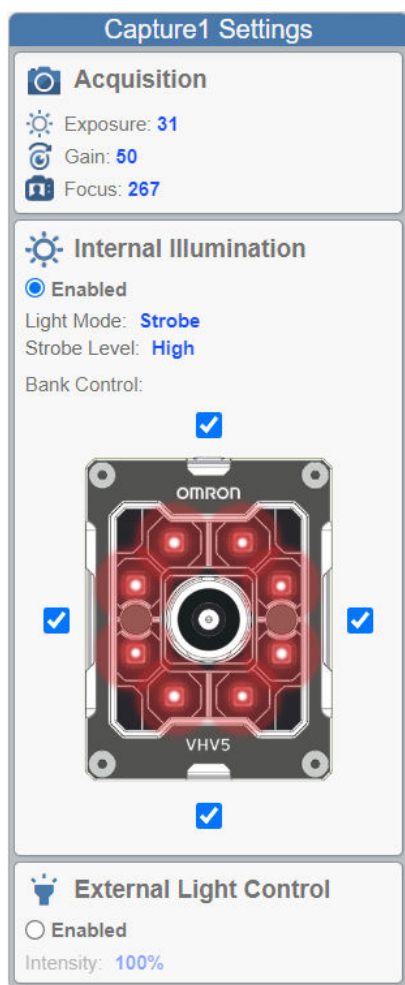 Capture1 Settings
Acquisition
Exposure: 31
Gain: 50
Focus: 267
Internal Illumination
Enabled
Light Mode: Strobe
Strobe Level: High
Bank Control:
OMRON
VHV5
External Light Control
Enabled
Intensity: 100%